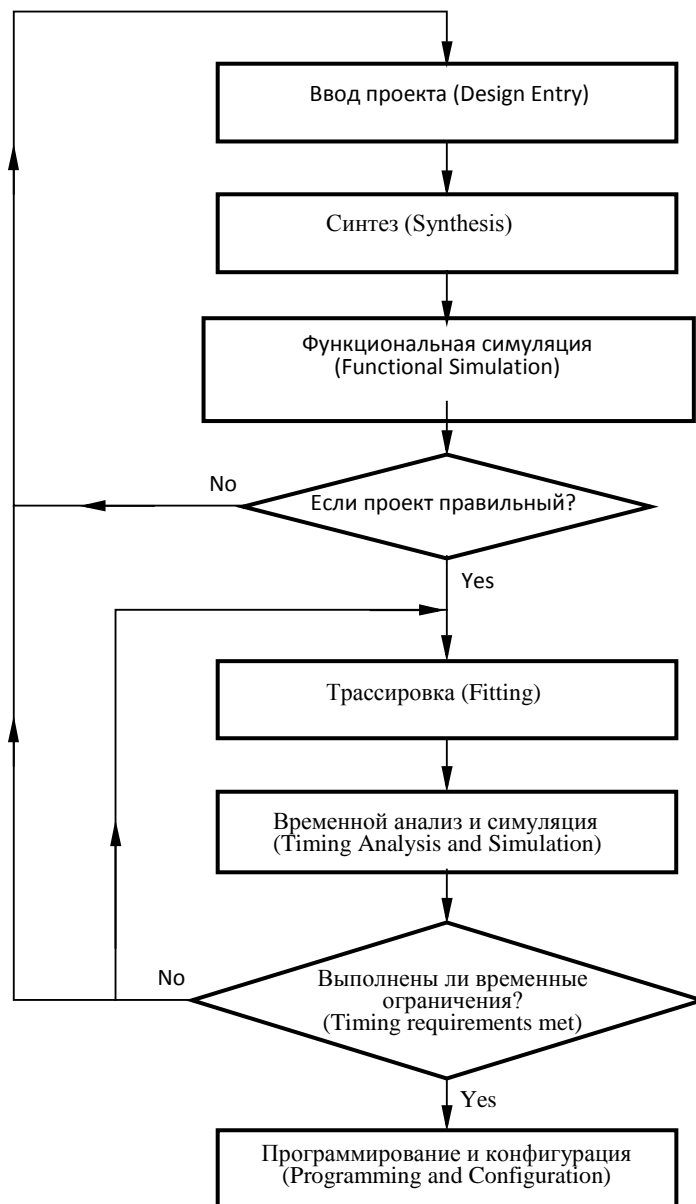 Ввод проекта (Design Entry)
Синтез (Synthesis)
Функциональная симуляция
(Functional Simulation)
No
Если проект правильный?
Yes
Трассировка (Fitting)
Временной анализ и симуляция
(Timing Analysis and Simulation)
No
Выполнены ли временные
ограничения?
(Timing requirements met)
Yes
Программирование и конфигурация
(Programming and Configuration)